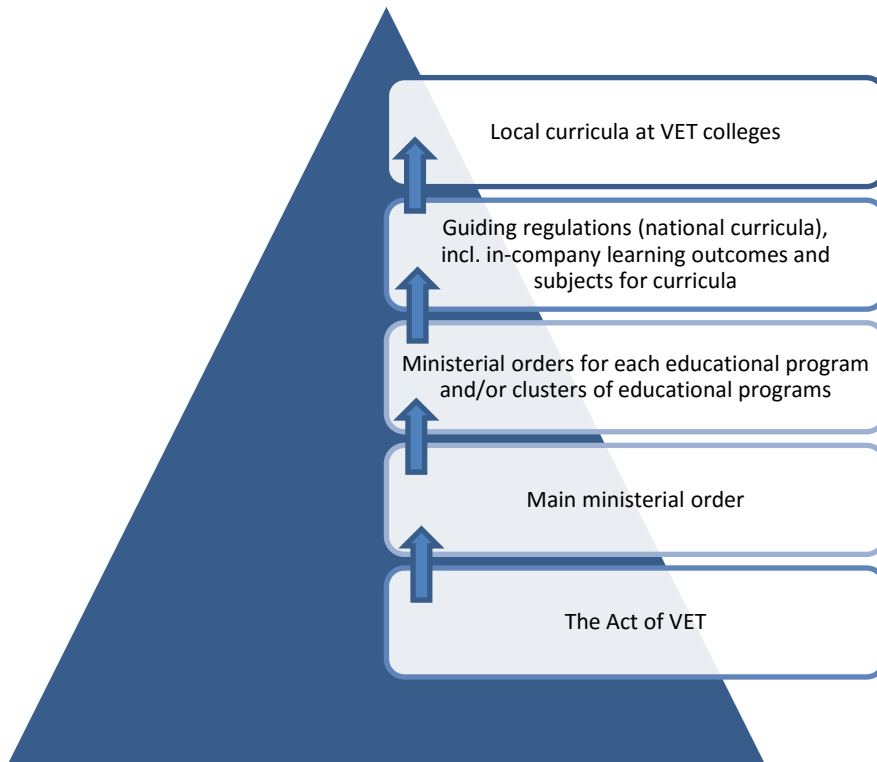 Local curricula at VET colleges
Guiding regulations (national curricula),
incl. in-company learning outcomes and
subjects for curricula
Ministerial orders for each educational program
and/or clusters of educational programs
Main ministerial order
The Act of VET